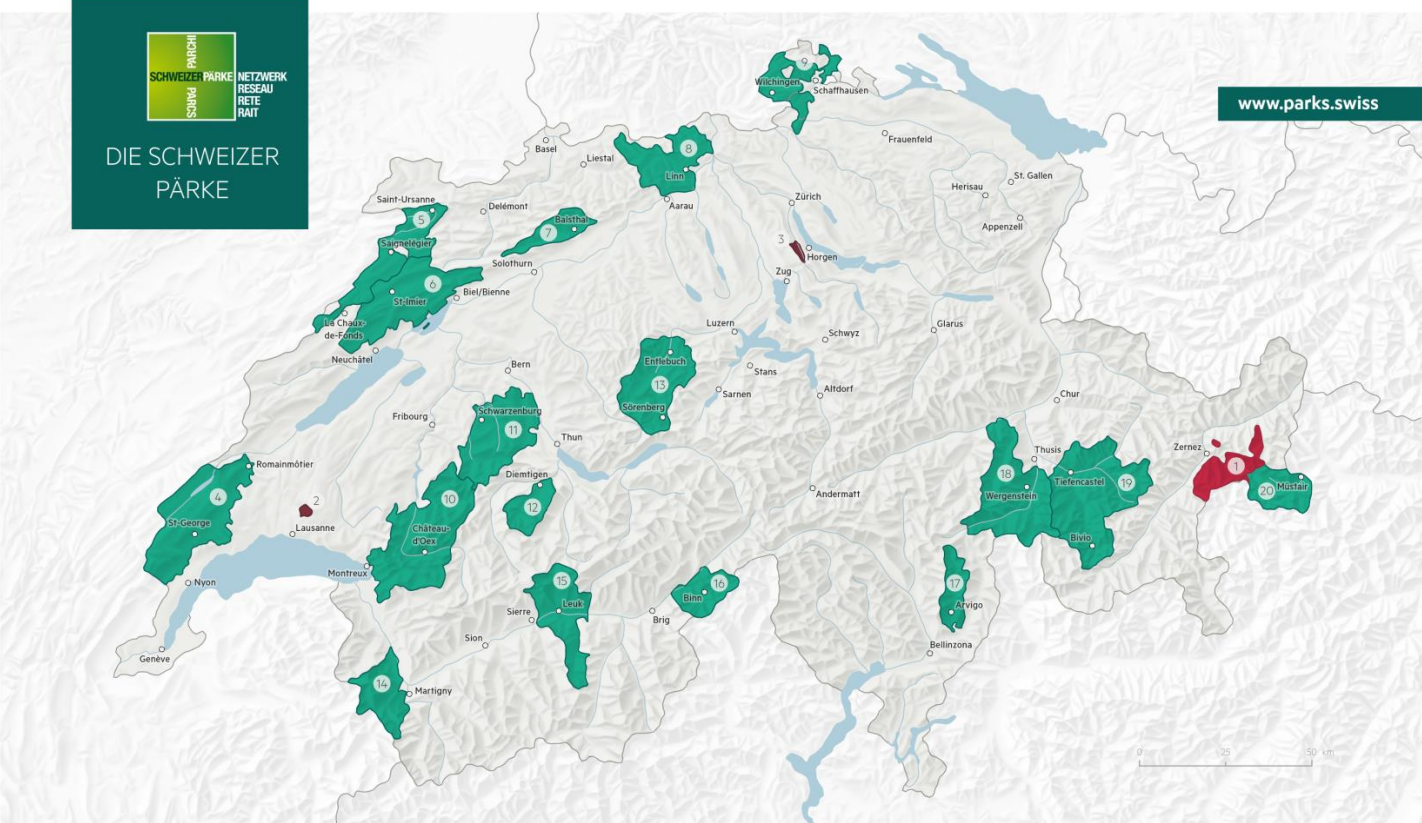 PARCHI
SCHWEIZER PÄRKE NETZWERK
RESEAU
PARCS
RETE
RAIT
DIE SCHWEIZER
PÄRKE
www.parks.swiss
9
Wilchingen
Schaffhausen
Frauenfeld
Basel
Liestal
8
Linn
Aarau
St. Gallen
Herisau
Appenzell
Zürich
Saint-Ursanne
5
Delémont
Balsthal
7
Saignelégier
3
Horgen
Solothurn
Zug
6
St-Imier
Biel/Bienne
La Chaux-
de-Fonds
Neuchâtel
Luzern
Schwyz
Glarus
Entlebuch
Stans
13
Bern
Sarnen
Altdorf
Sörenberg
Chur
Fribourg
Schwarzenburg
11
Thun
Zernez
1
Thusis
Romainmôtier
Diemtigen
18
Tiefencastel
19
20
Müstair
4
10
12
Wergenstein
Andermatt
2
Lausanne
St-George
Château-
d'Oex
Bivio
Montreux
Nyon
15
Leuk
16
Binn
17
Arvigo
Sierre
Brig
Sion
Bellinzona
Genève
14
Martigny
0 25 50 km